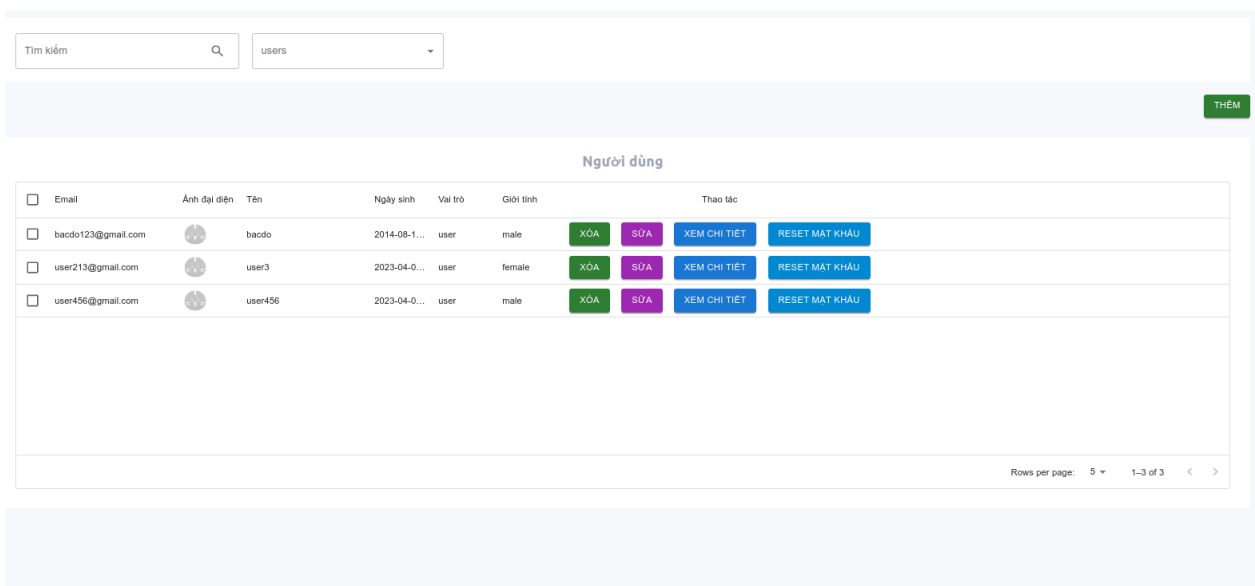 Tìm kiếm users
THÊM
Người dùng
Email Ảnh đại diện Tên Ngày sinh Vai trò Giới tính Thao tác
bacdo123@gmail.com bacdo 2014-08-1... user male XÓA SỬA XEM CHI TIẾT RESET MẬT KHẨU
user213@gmail.com user3 2023-04-0... user female XÓA SỬA XEM CHI TIẾT RESET MẬT KHẨU
user456@gmail.com user456 2023-04-0... user male XÓA SỬA XEM CHI TIẾT RESET MẬT KHẨU
Rows per page: 5 1–3 of 3